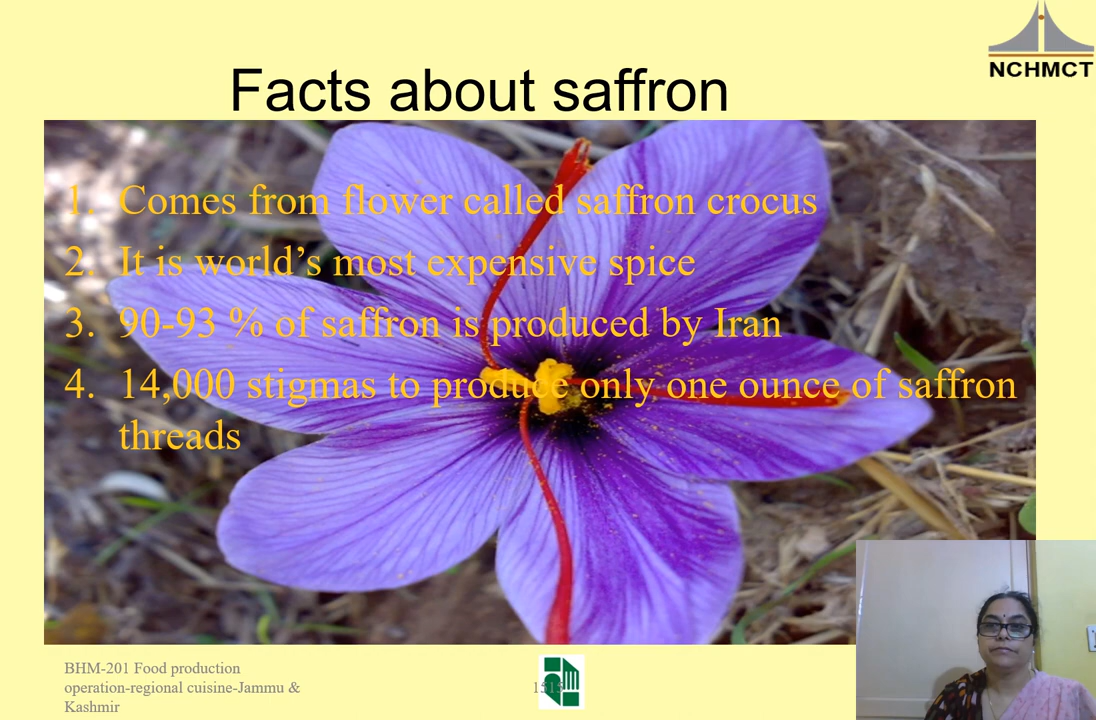 NCHMCT
Facts about saffron
1. Comes from flower called saffron crocus
2. It is world’s most expensive spice
3. 90-93 % of saffron is produced by Iran
4. 14,000 stigmas to produce only one ounce of saffron
threads
BHM-201 Food production
operation-regional cuisine-Jammu &
Kashmir